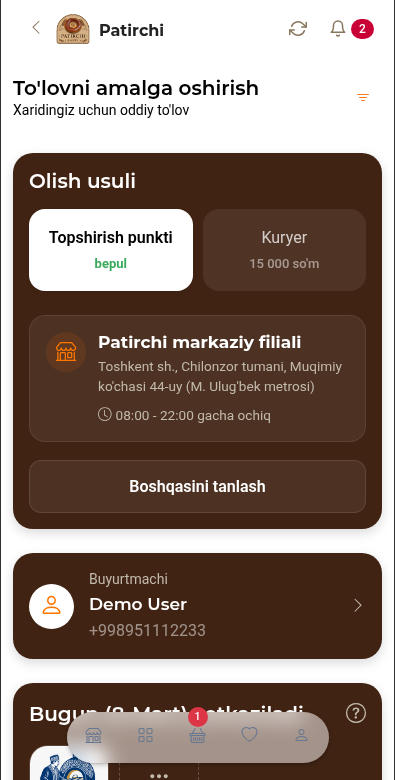 PATIRCHI
Patirchi
2
To'lovni amalga oshirish
Xaridingiz uchun oddiy to'lov
Olish usuli
Topshirish punkti
bepul
Kuryer
15 000 so'm
Patirchi markaziy filiali
Toshkent sh., Chilonzor tumani, Muqimiy
ko'chasi 44-uy (M. Ulug'bek metrosi)
08:00 - 22:00 gacha ochiq
Boshqasini tanlash
Buyurtmachi
Demo User
+998951112233
Bugun (8-Mart) yetkaziladi
?
1